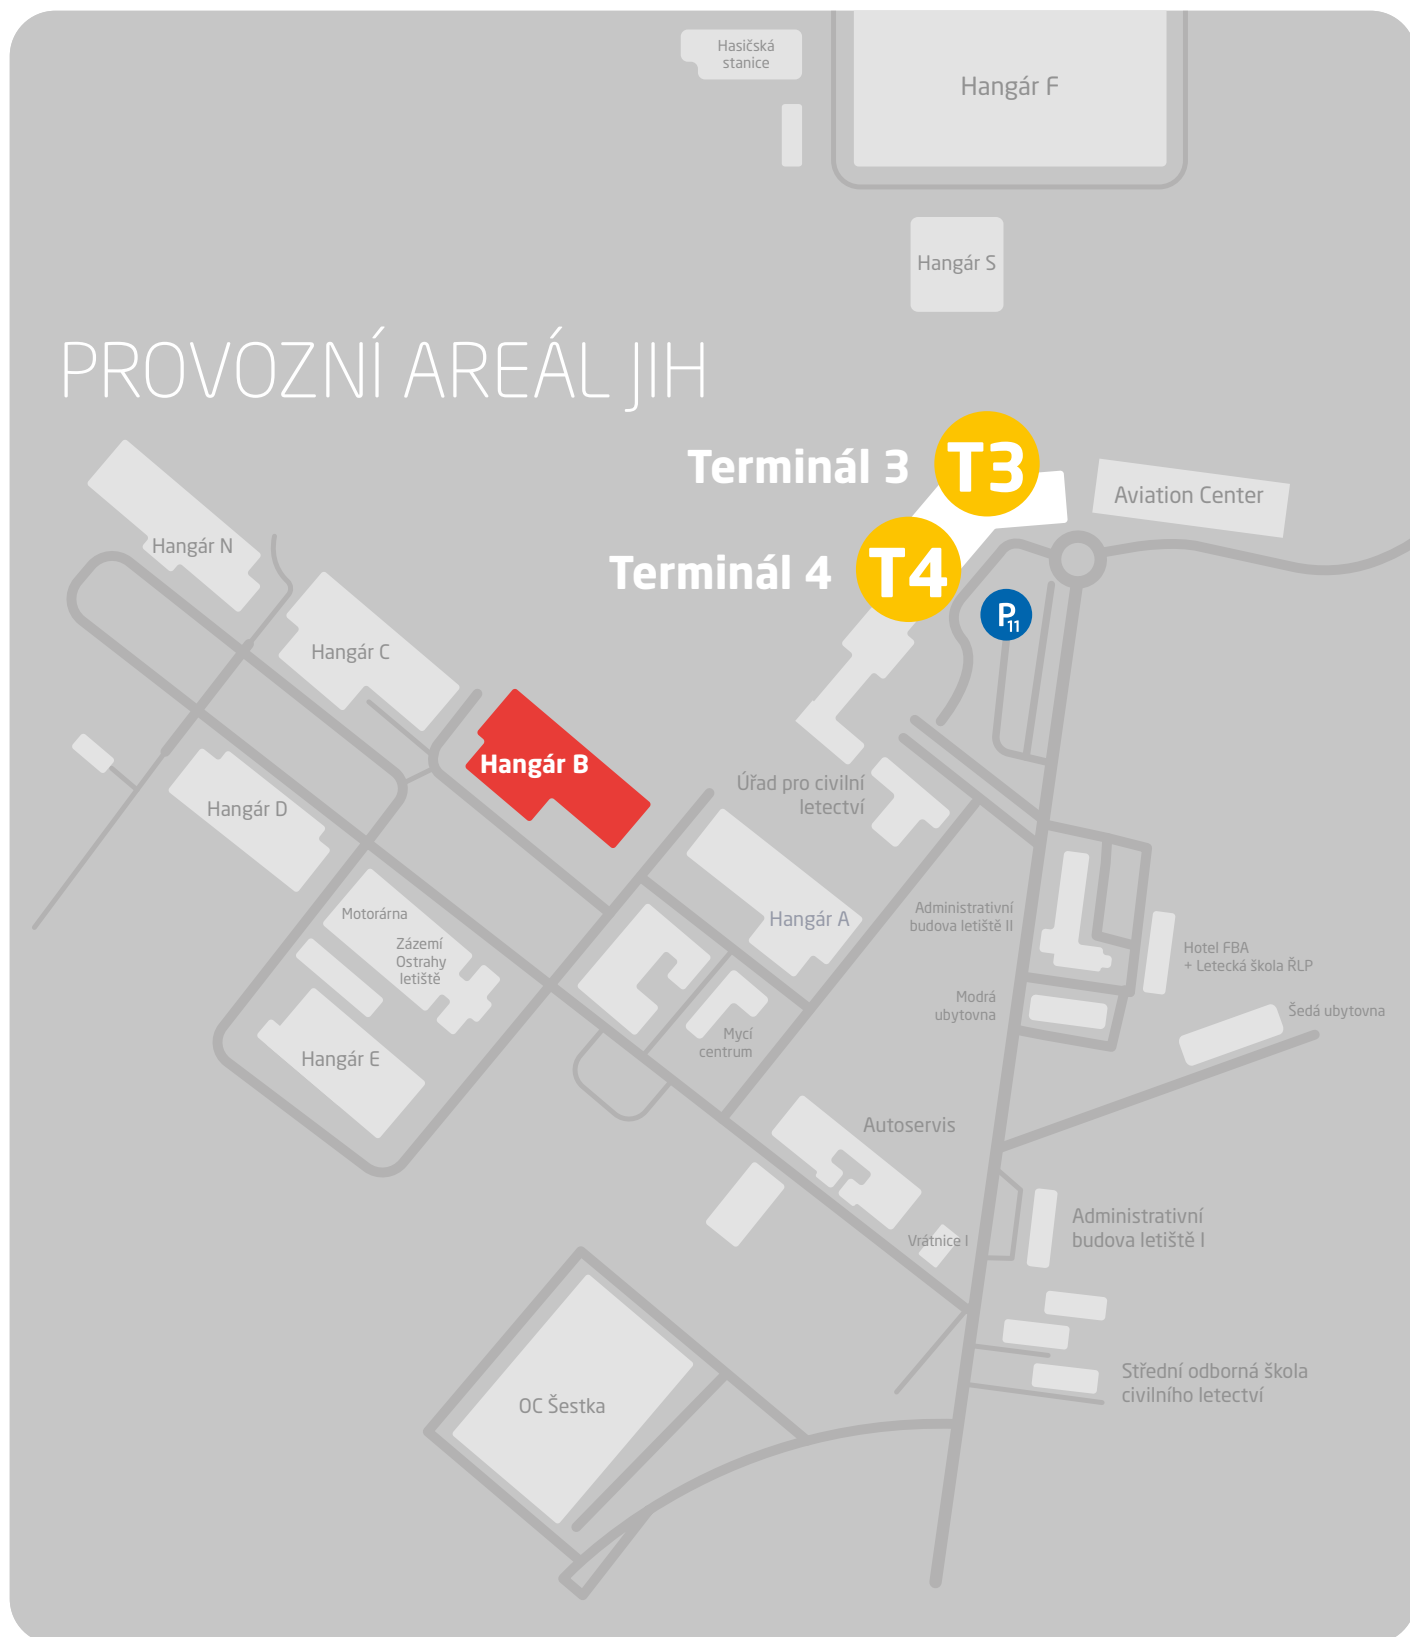 Hasičská
stanice
Hangár F
Hangár S
PROVOZNÍ AREÁL JIH
Terminál 3
T3
Aviation Center
Hangár N
Terminál 4
T4
P11
Hangár C
Hangár B
Úřad pro civilní
letectví
Hangár D
Motorárna
Zázemí
Ostrahy
letiště
Hangár A
Administrativní
budova letiště II
Hotel FBA
+ Letecká škola ŘLP
Modrá
ubytovna
Šedá ubytovna
Mycí
centrum
Hangár E
Autoservis
Vrátnice I
Administrativní
budova letiště I
Střední odborná škola
civilního letectví
OC Šestka